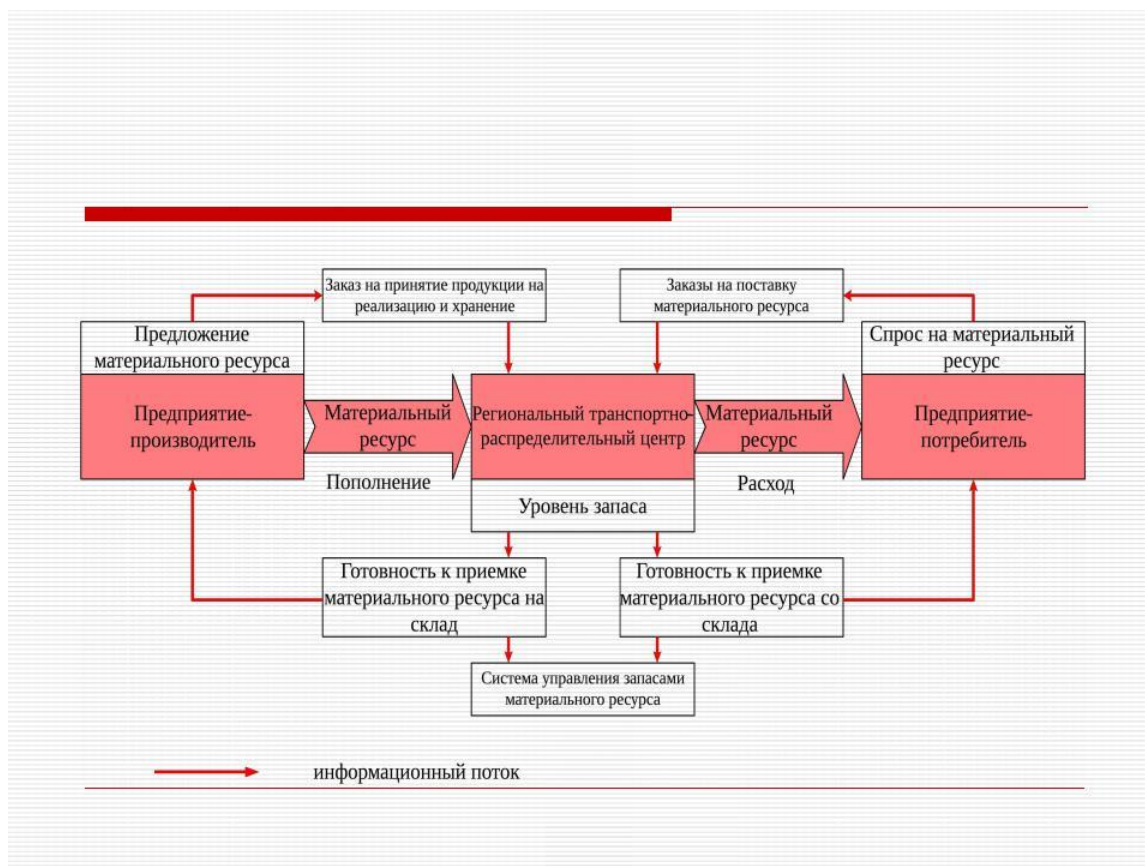 Заказ на принятие продукции на
реализацию и хранение
Заказы на поставку
материального ресурса
Предложение
материального ресурса
Спрос на материальный
ресурс
Предприятие-
производитель
Материальный
ресурс
Региональный транспортно-
распределительный центр
Материальный
ресурс
Предприятие-
потребитель
Пополнение
Расход
Уровень запаса
Готовность к приемке
материального ресурса на
склад
Готовность к приемке
материального ресурса со
склада
Система управления запасами
материального ресурса
информационный поток